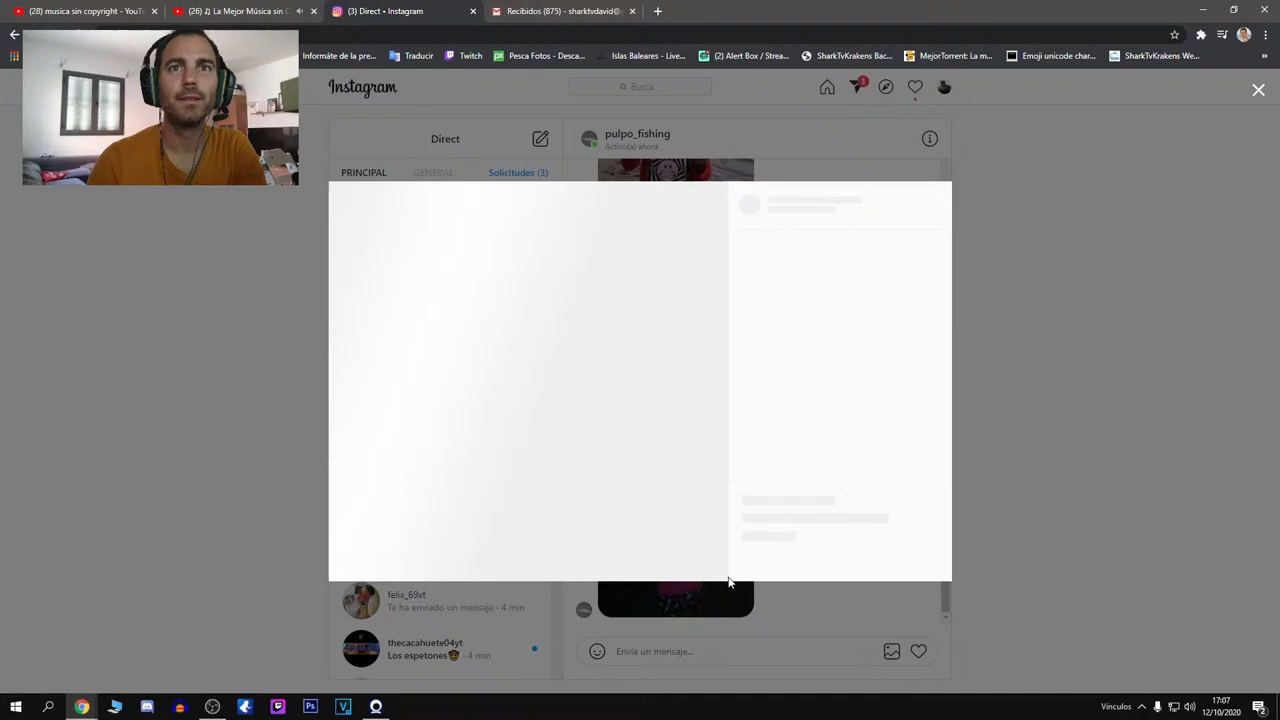 (28) musica sin copyright - YouTu
(26) ♫ La Mejor Música sin C
(3) Direct • Instagram
Recibidos (875) - sharktvdavid@
Infórmate de la pre...
Traducir
Twitch
Pesca Fotos - Desca...
Islas Baleares - Live...
(2) Alert Box / Strea...
SharkTvKrakens Bac...
MejorTorrent: La m...
Emoji unicode char...
SharkTvKrakens We...
Instagram
Busca
3
Direct
pulpo_fishing
Activo(a) ahora
PRINCIPAL
GENERAL
Solicitudes (3)
felix_69xt
Te ha enviado un mensaje · 4 min
thecacahuete04yt
Los espetones🤠 · 4 min
Envía un mensaje...
Vínculos
17:07
12/10/2020
2